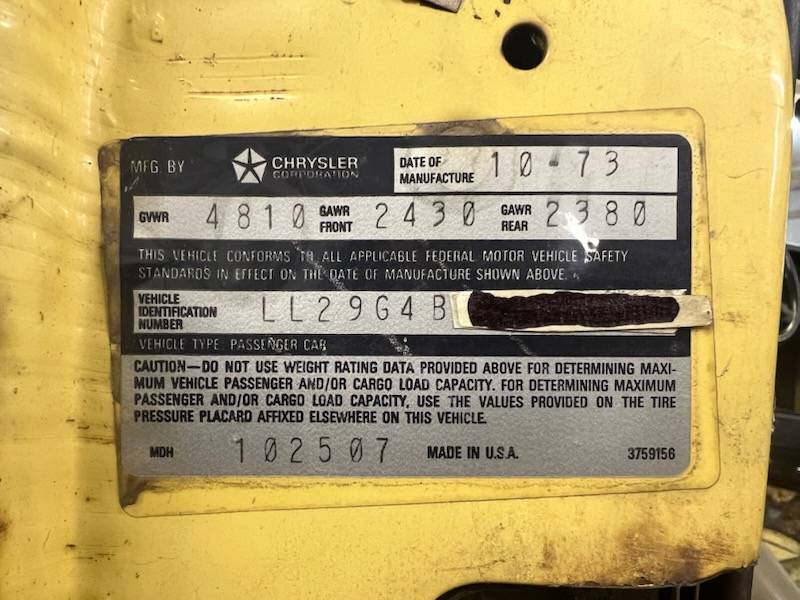 MFG BY CHRYSLER CORPORATION DATE OF MANUFACTURE 10-73
GVWR 4810 GAWR FRONT 2430 GAWR REAR 2380
THIS VEHICLE CONFORMS TO ALL APPLICABLE FEDERAL MOTOR VEHICLE SAFETY
STANDARDS IN EFFECT ON THE DATE OF MANUFACTURE SHOWN ABOVE.
VEHICLE IDENTIFICATION NUMBER LL29G4B
VEHICLE TYPE PASSENGER CAR
CAUTION—DO NOT USE WEIGHT RATING DATA PROVIDED ABOVE FOR DETERMINING MAXI-
MUM VEHICLE PASSENGER AND/OR CARGO LOAD CAPACITY. FOR DETERMINING MAXIMUM
PASSENGER AND/OR CARGO LOAD CAPACITY, USE THE VALUES PROVIDED ON THE TIRE
PRESSURE PLACARD AFFIXED ELSEWHERE ON THIS VEHICLE.
MDH 102507 MADE IN U.S.A. 3759156